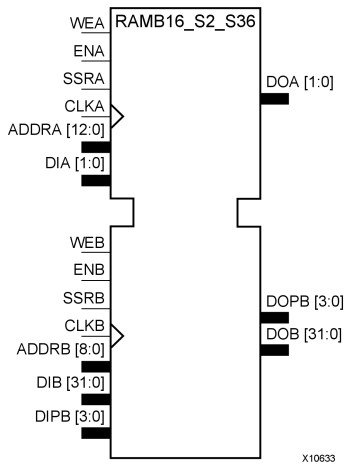 RAMB16_S2_S36
WEA
ENA
SSRA
CLKA
ADDRA [12:0]
DIA [1:0]
DOA [1:0]
WEB
ENB
SSRB
CLKB
ADDRB [8:0]
DIB [31:0]
DIPB [3:0]
DOPB [3:0]
DOB [31:0]
X10633